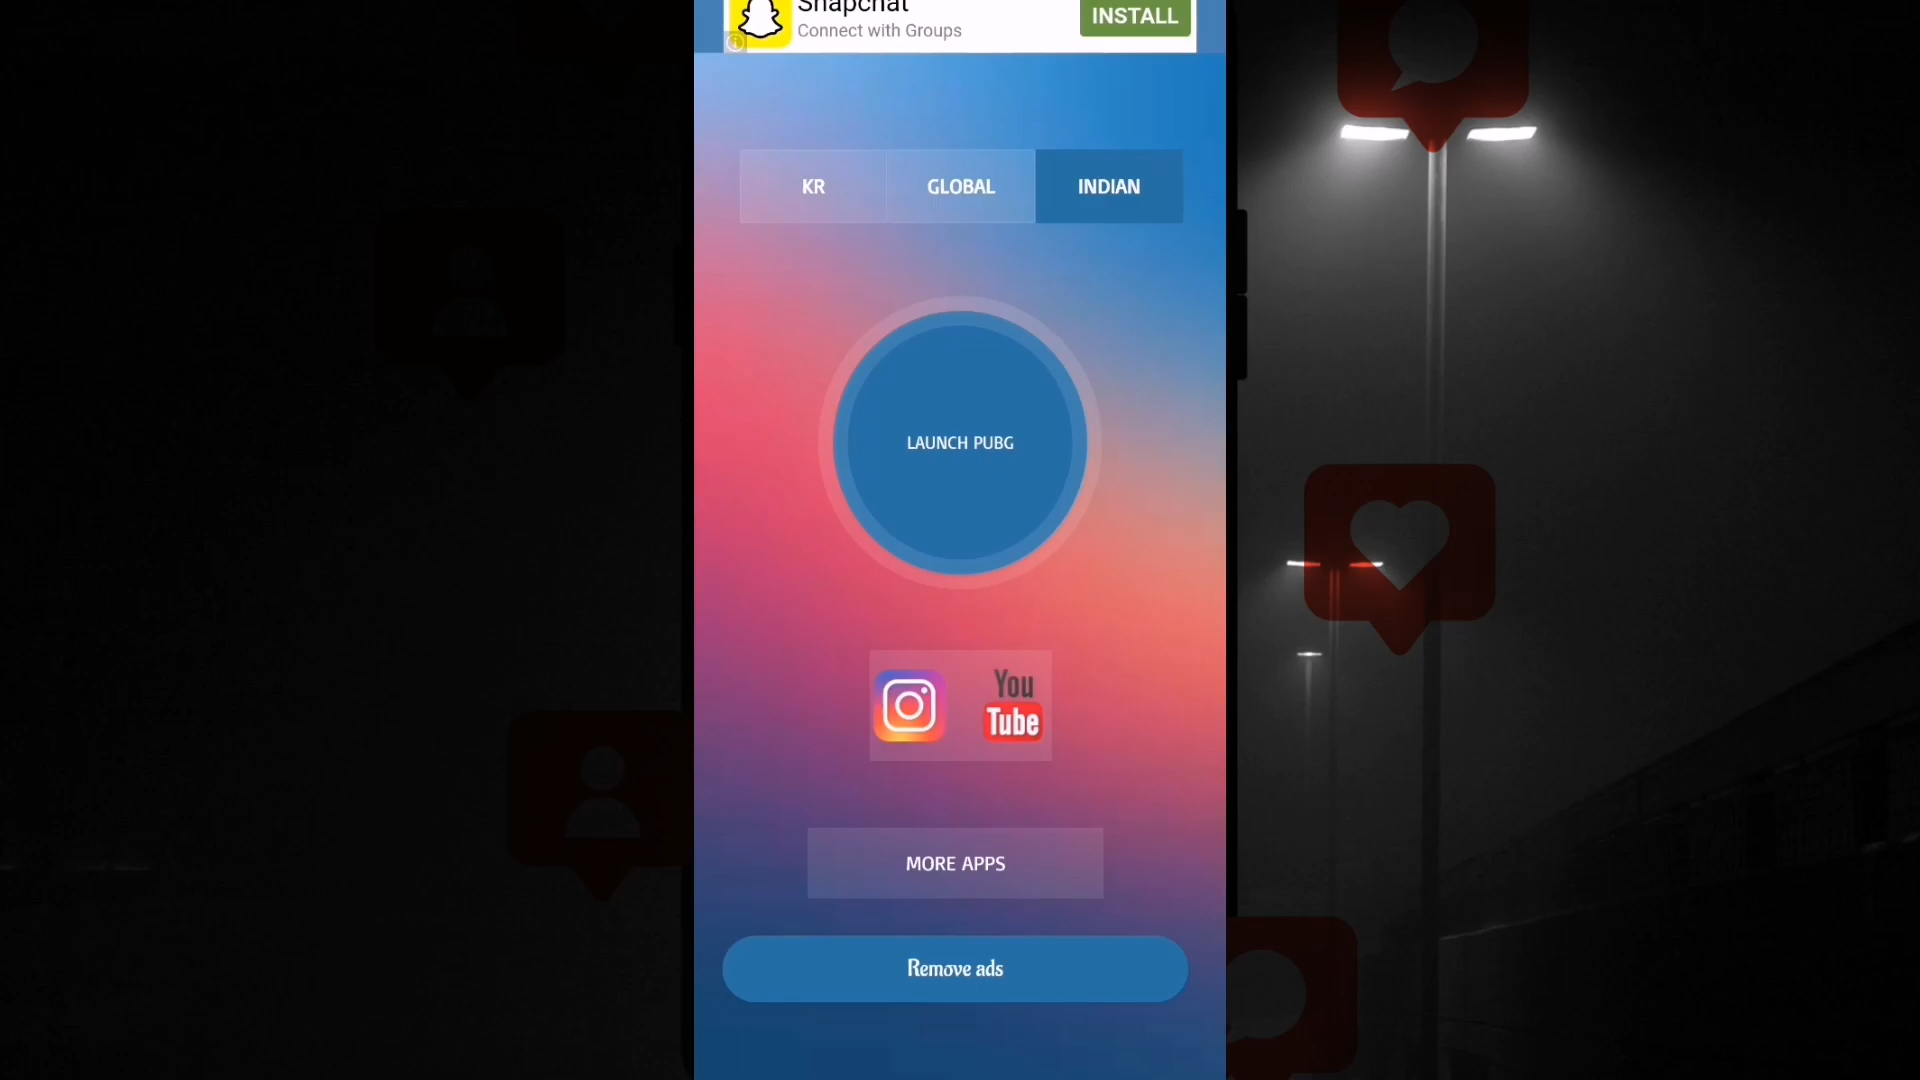 Snapchat
Connect with Groups
INSTALL
KR
GLOBAL
INDIAN
LAUNCH PUBG
You
Tube
MORE APPS
Remove ads